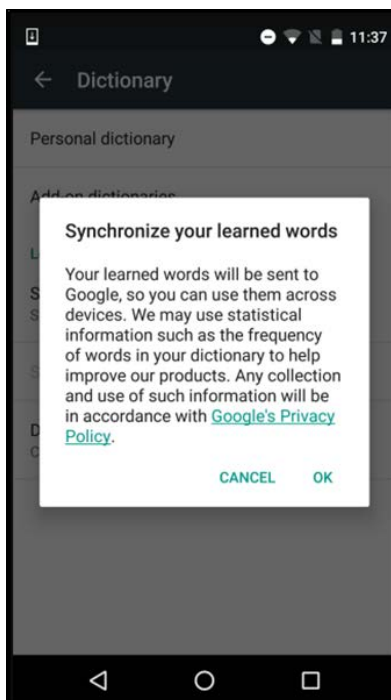 11:37
Dictionary
Personal dictionary
Add-on dictionaries
Synchronize your learned words
Your learned words will be sent to
Google, so you can use them across
devices. We may use statistical
information such as the frequency
of words in your dictionary to help
improve our products. Any collection
and use of such information will be
in accordance with Google's Privacy
Policy.
CANCEL OK